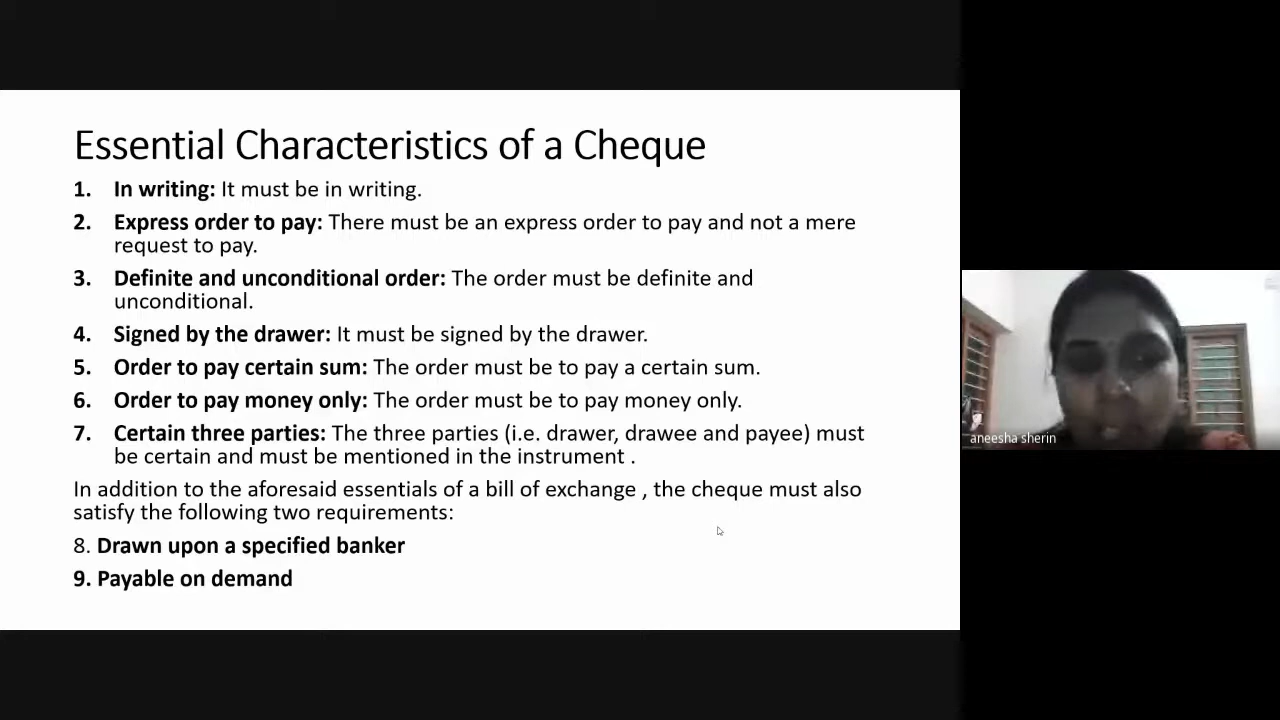 Essential Characteristics of a Cheque
1. In writing: It must be in writing.
2. Express order to pay: There must be an express order to pay and not a mere
request to pay.
3. Definite and unconditional order: The order must be definite and
unconditional.
4. Signed by the drawer: It must be signed by the drawer.
5. Order to pay certain sum: The order must be to pay a certain sum.
6. Order to pay money only: The order must be to pay money only.
7. Certain three parties: The three parties (i.e. drawer, drawee and payee) must
be certain and must be mentioned in the instrument .
In addition to the aforesaid essentials of a bill of exchange , the cheque must also
satisfy the following two requirements:
8. Drawn upon a specified banker
9. Payable on demand
aneesha sherin